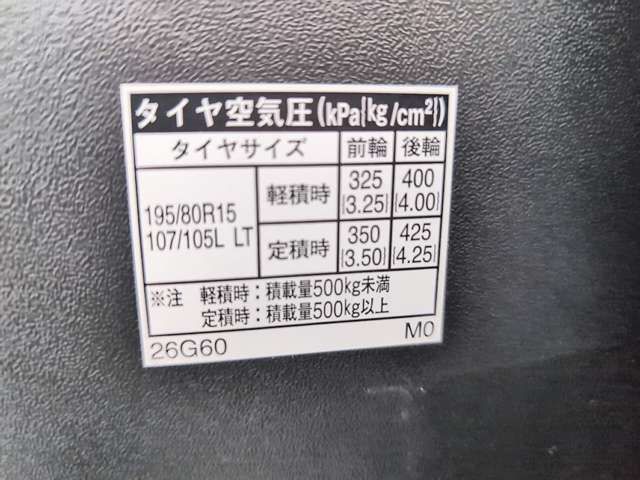 タイヤ空気圧(kPa{kg/cm²})
タイヤサイズ 前輪 後輪
195/80R15 107/105L LT
軽積時 325 {3.25} 400 {4.00}
定積時 350 {3.50} 425 {4.25}
※注 軽積時:積載量500kg未満
定積時:積載量500kg以上
26G60 M0